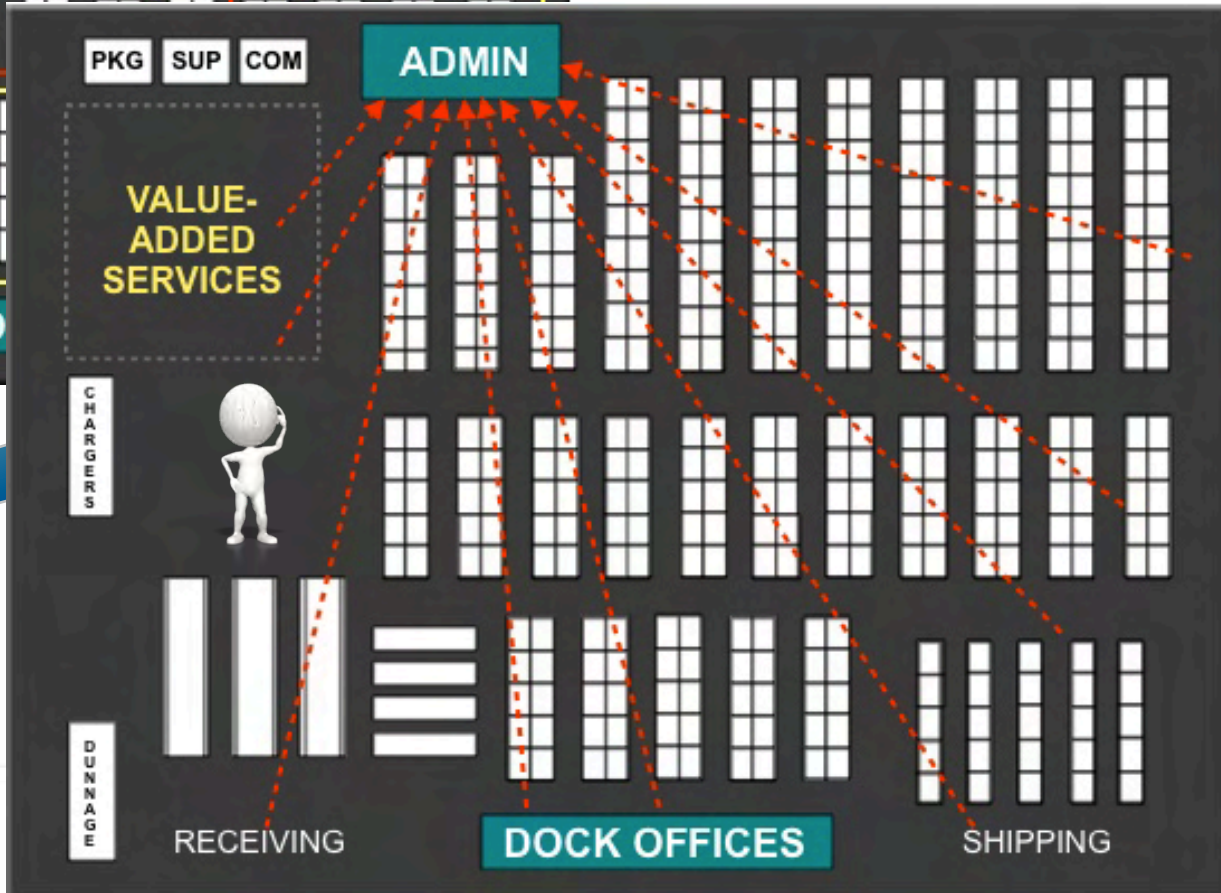 PKG SUP COM
ADMIN
VALUE-
ADDED
SERVICES
CHARGERS
DUNNAGE
RECEIVING
DOCK OFFICES
SHIPPING